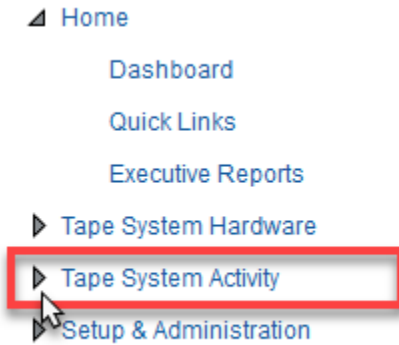 Home
Dashboard
Quick Links
Executive Reports
Tape System Hardware
Tape System Activity
Setup & Administration